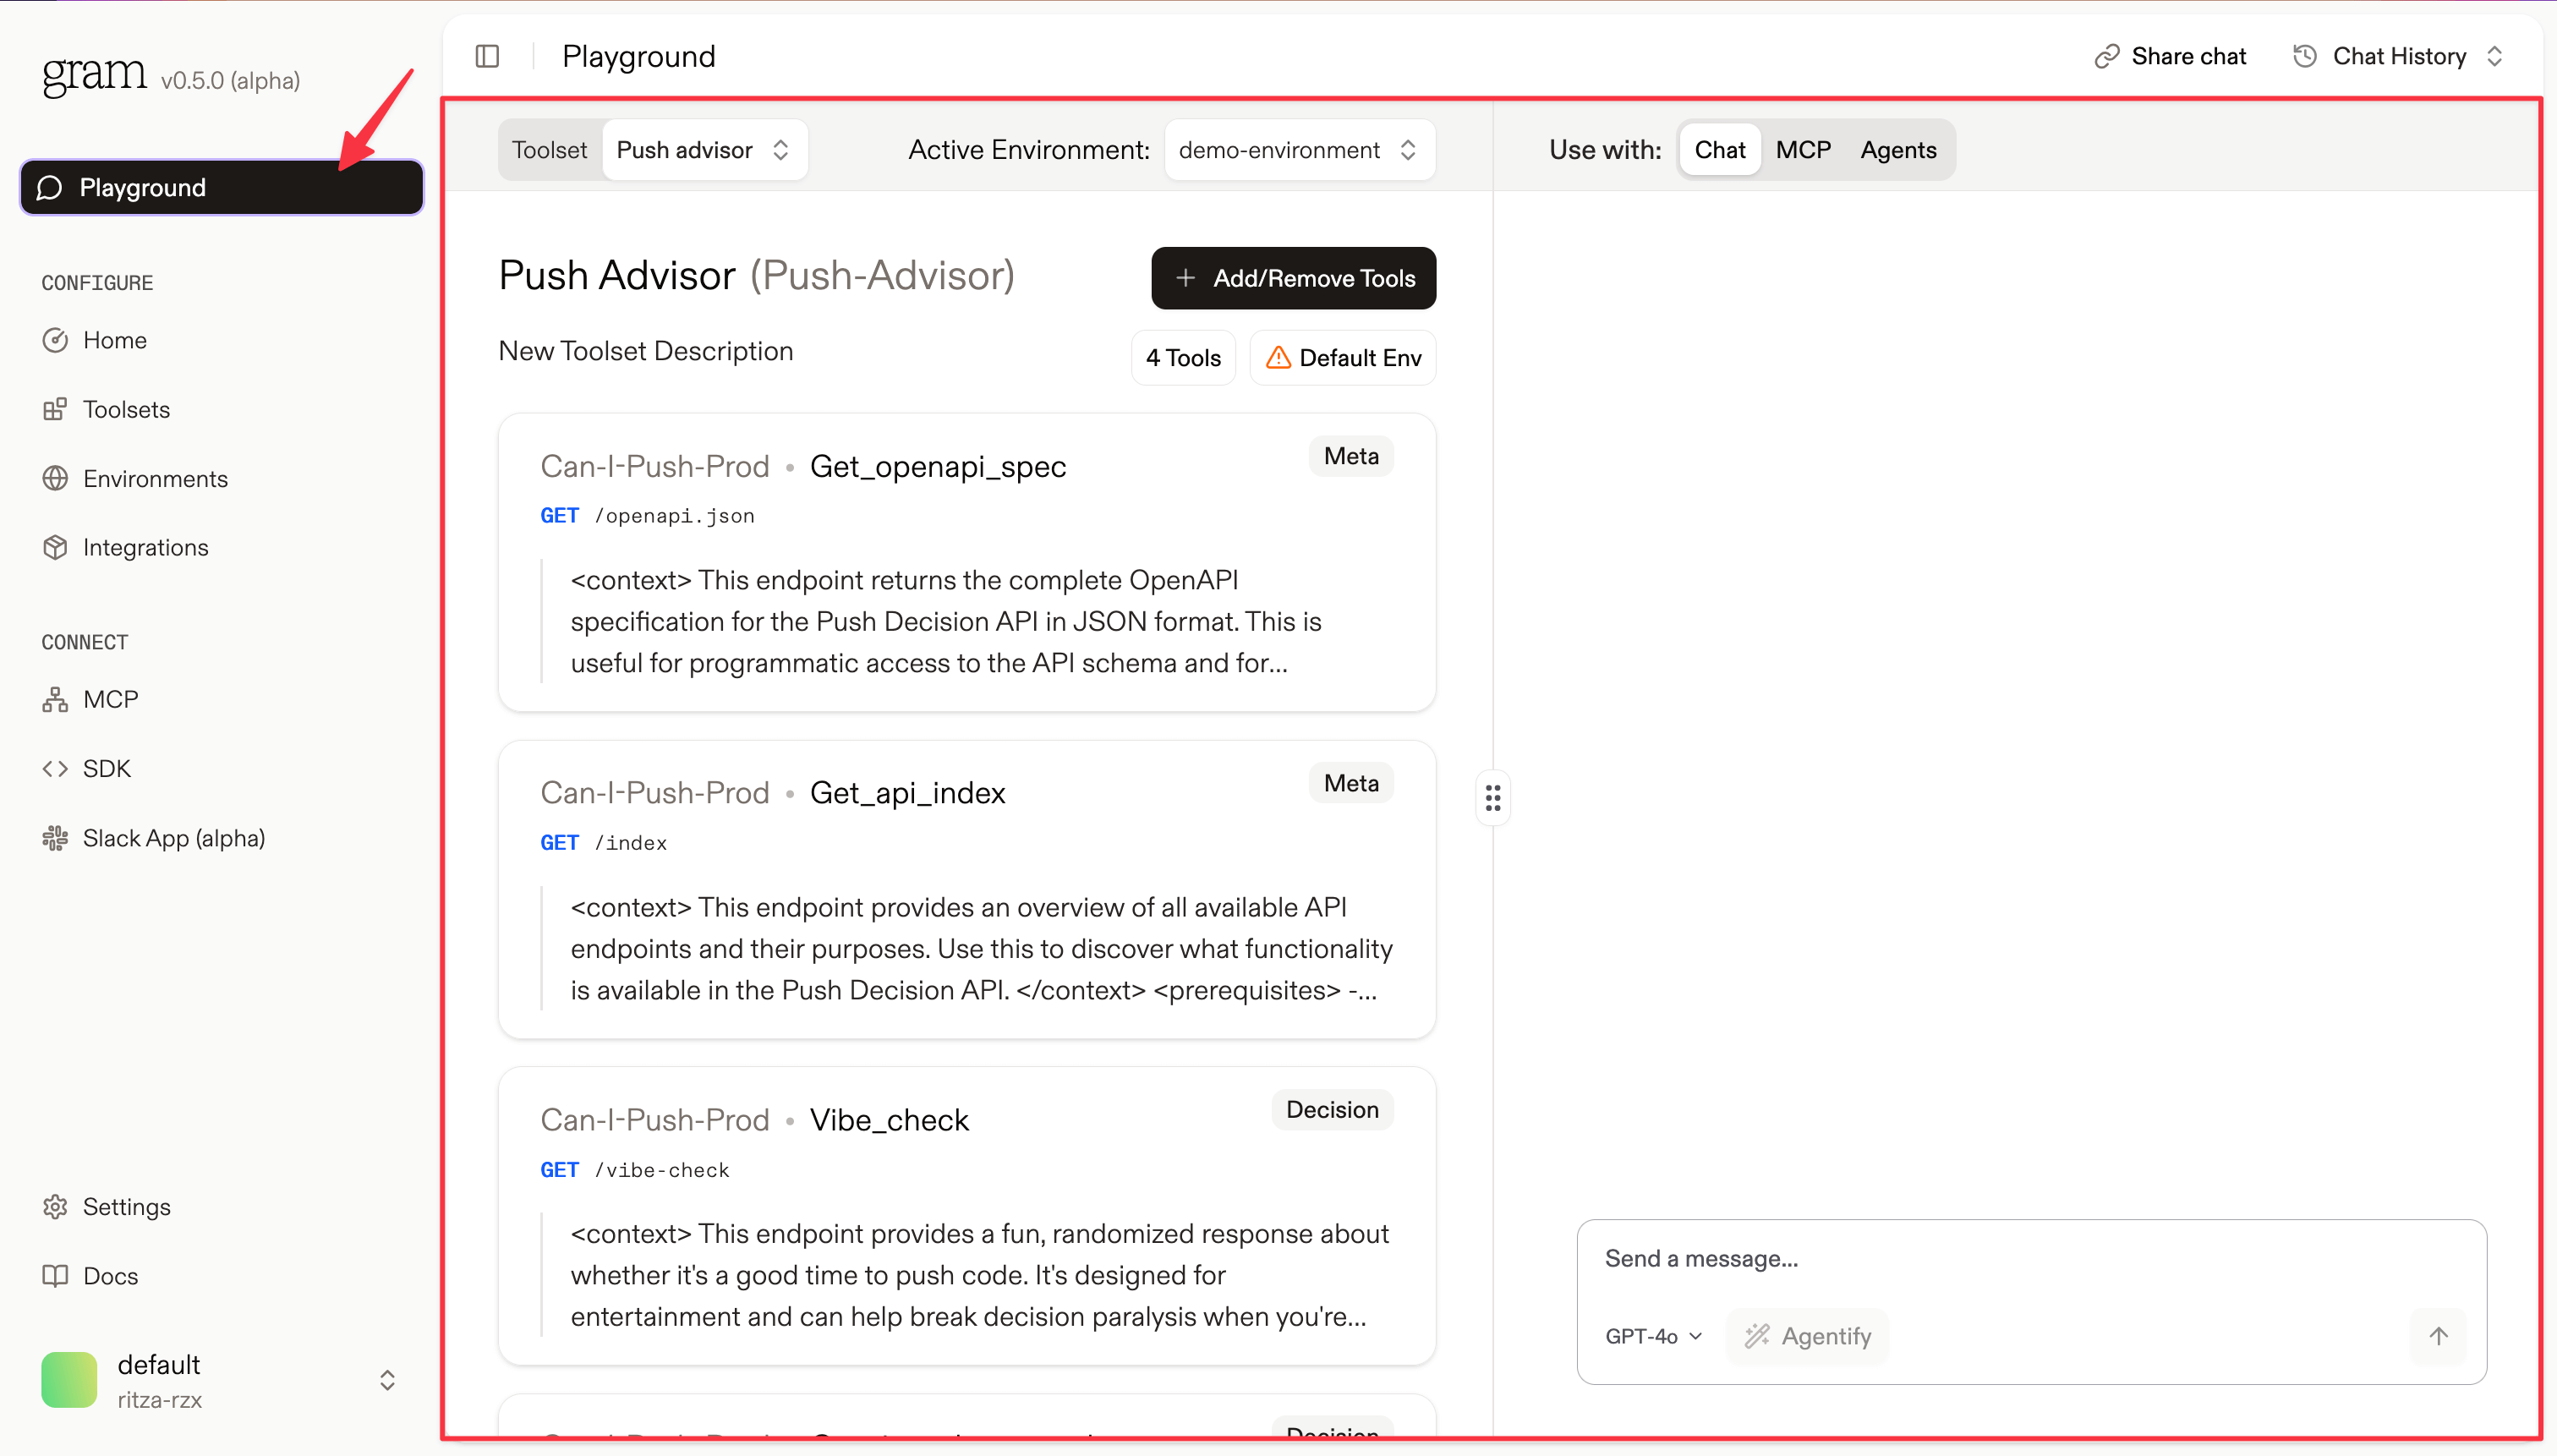 gram v0.5.0 (alpha)
Playground
CONFIGURE
Home
Toolsets
Environments
Integrations
CONNECT
MCP
SDK
Slack App (alpha)
Settings
Docs
default
ritza-rzx
Playground
Share chat
Chat History
Toolset
Push advisor
Active Environment:
demo-environment
Use with:
Chat
MCP
Agents
Push Advisor (Push-Advisor)
Add/Remove Tools
New Toolset Description
4 Tools
Default Env
Can-I-Push-Prod • Get_openapi_spec
Meta
GET /openapi.json
<context> This endpoint returns the complete OpenAPI
specification for the Push Decision API in JSON format. This is
useful for programmatic access to the API schema and for...
Can-I-Push-Prod • Get_api_index
Meta
GET /index
<context> This endpoint provides an overview of all available API
endpoints and their purposes. Use this to discover what functionality
is available in the Push Decision API. </context> <prerequisites> -...
Can-I-Push-Prod • Vibe_check
Decision
GET /vibe-check
<context> This endpoint provides a fun, randomized response about
whether it's a good time to push code. It's designed for
entertainment and can help break decision paralysis when you're...
Decision
Send a message...
GPT-4o
Agentify